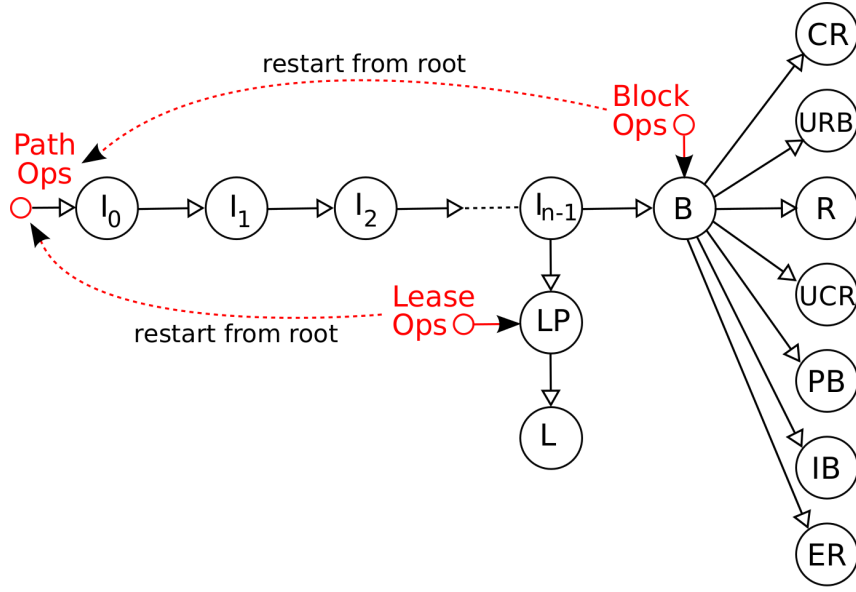 CR
restart from root
Block
Ops
URB
Path
Ops
I0
I1
I2
In-1
B
R
Lease
Ops
UCR
restart from root
LP
PB
L
IB
ER